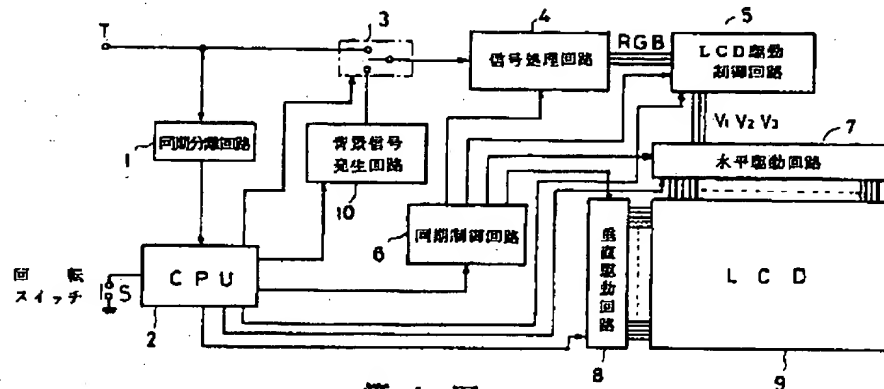 T
3
4
5
信号処理回路
RGB
LCD駆動
制御回路
V1 V2 V3
7
1
同期分離回路
背景信号
発生回路
10
水平駆動回路
6
同期制御回路
回 転
スイッチ
S
CPU
2
垂直駆動回路
8
LCD
9